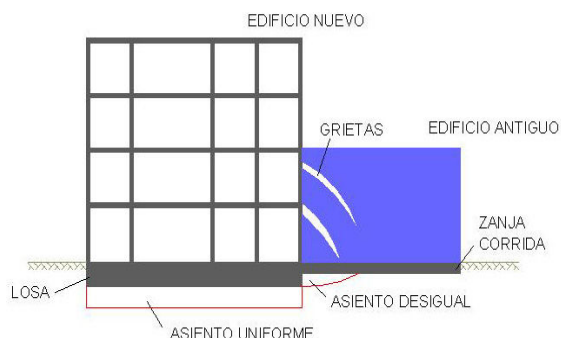 EDIFICIO NUEVO
GRIETAS
EDIFICIO ANTIGUO
ZANJA
CORRIDA
LOSA
ASIENTO DESIGUAL
ASIENTO UNIFORME